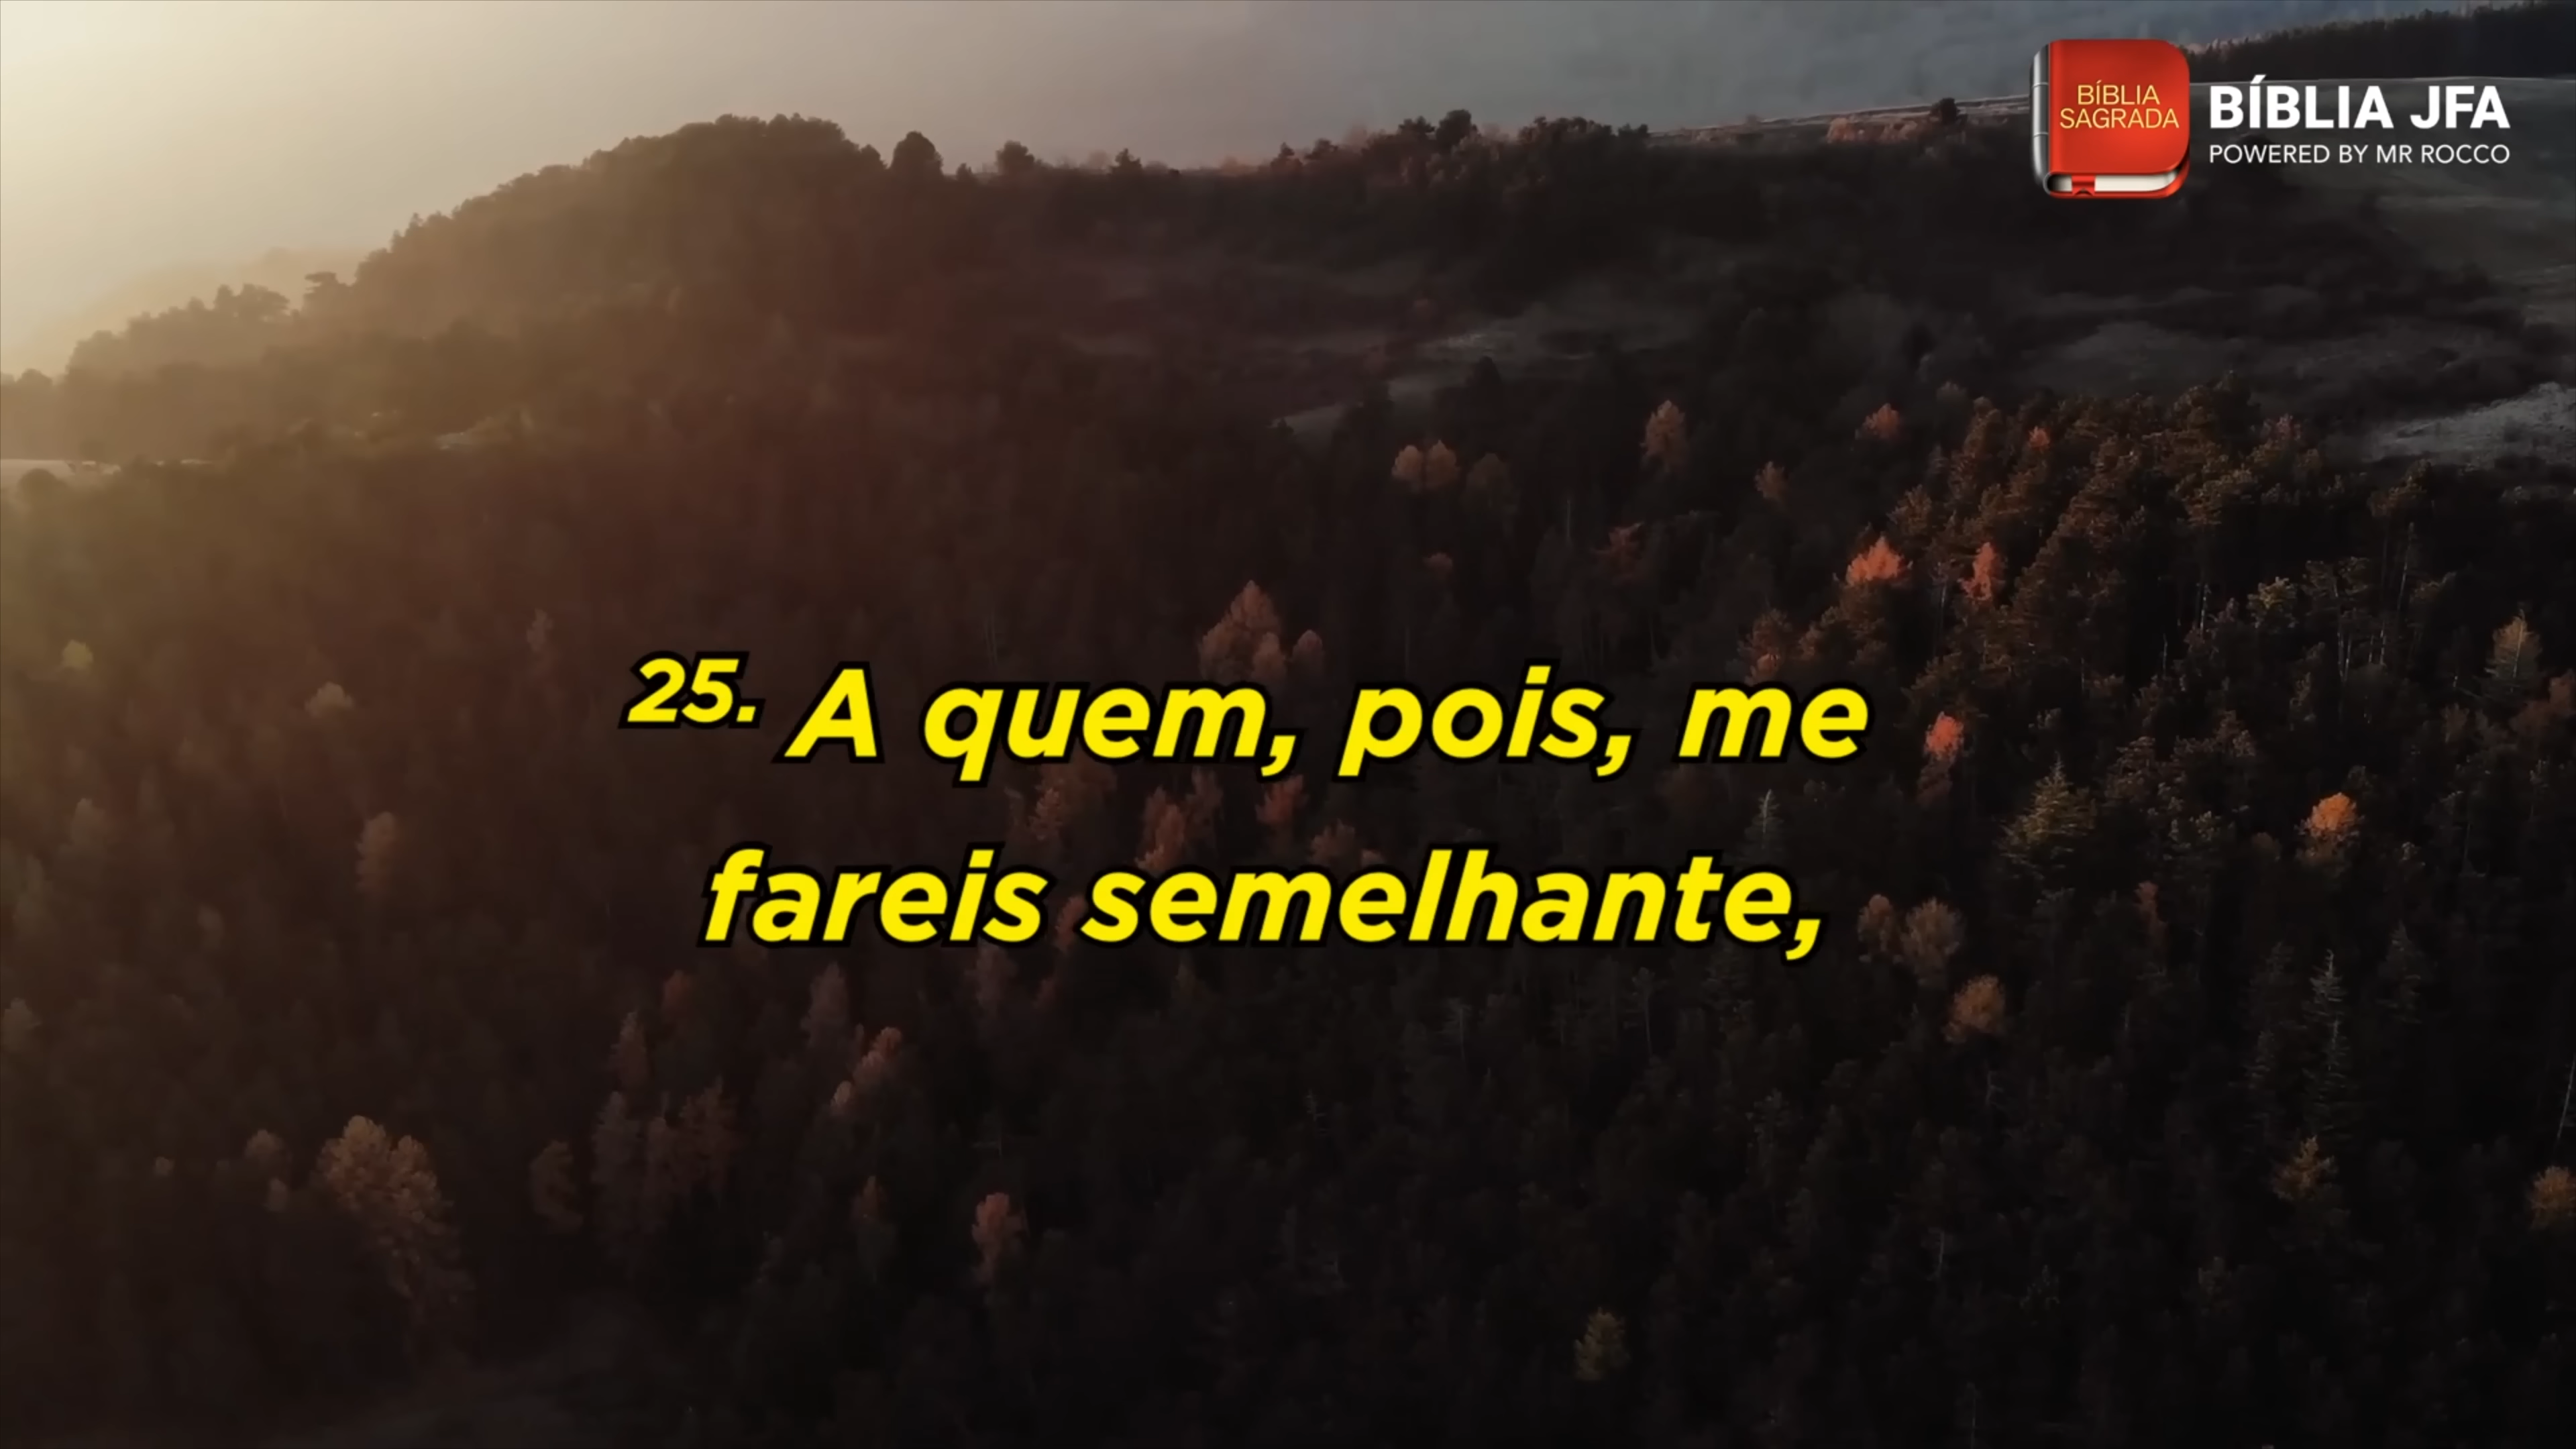 BÍBLIA
SAGRADA
BÍBLIA JFA
POWERED BY MR ROCCO
25. A quem, pois, me
fareis semelhante,